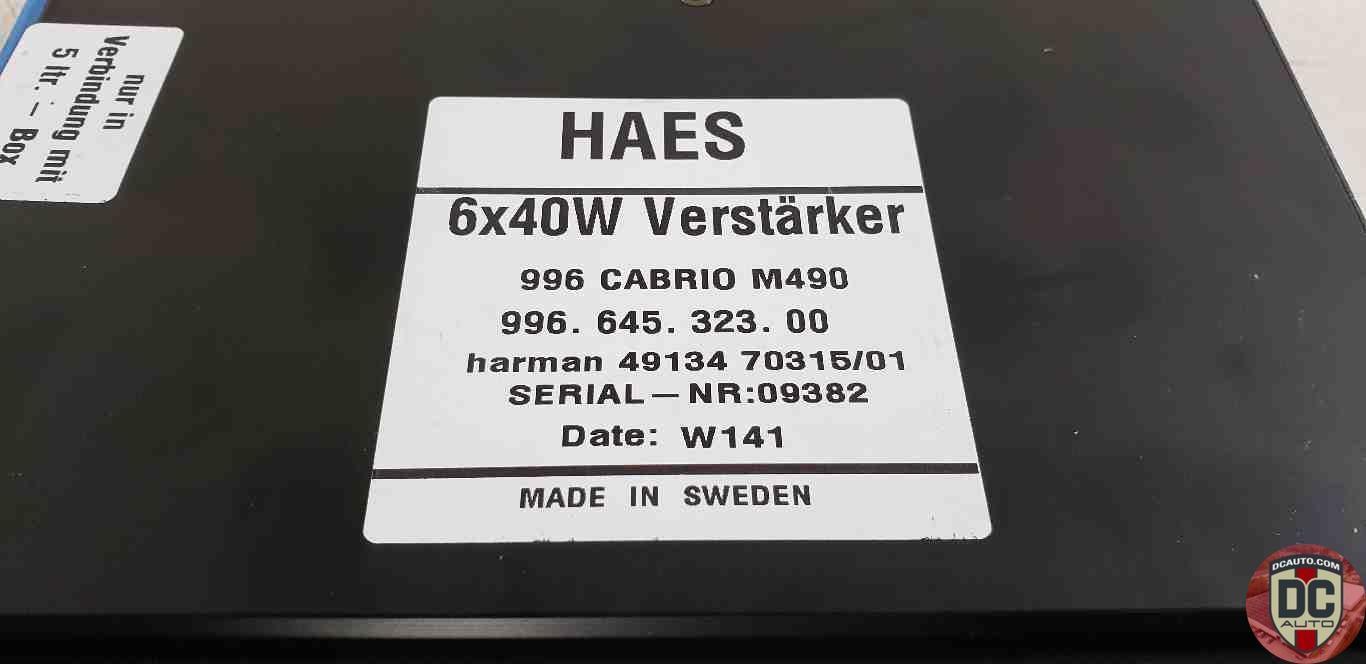 nur in
Verbindung mit
5 ltr. - Box
HAES
6x40W Verstärker
996 CABRIO M490
996. 645. 323. 00
harman 49134 70315/01
SERIAL—NR:09382
Date: W141
MADE IN SWEDEN
DCAUTO.COM
DC
AUTO